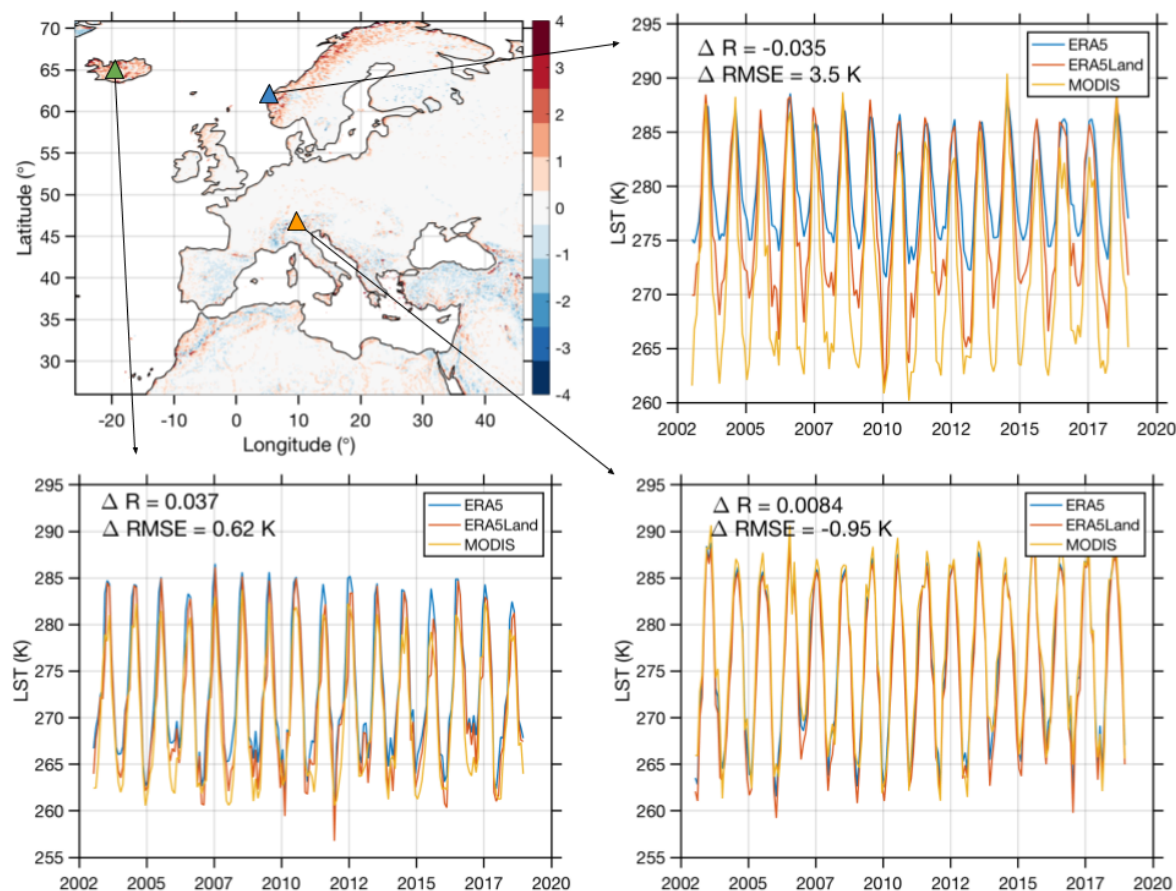 70
65
60
55
50
45
40
35
30
Latitude (°)
-20 -10 0 10 20 30 40
Longitude (°)
4
3
2
1
0
-1
-2
-3
-4
295
290
285
280
275
270
265
260
LST (K)
Δ R = -0.035
Δ RMSE = 3.5 K
ERA5
ERA5Land
MODIS
2002 2005 2007 2010 2012 2015 2017 2020
295
290
285
280
275
270
265
260
255
LST (K)
Δ R = 0.037
Δ RMSE = 0.62 K
ERA5
ERA5Land
MODIS
2002 2005 2007 2010 2012 2015 2017 2020
295
290
285
280
275
270
265
260
255
LST (K)
Δ R = 0.0084
Δ RMSE = -0.95 K
ERA5
ERA5Land
MODIS
2002 2005 2007 2010 2012 2015 2017 2020